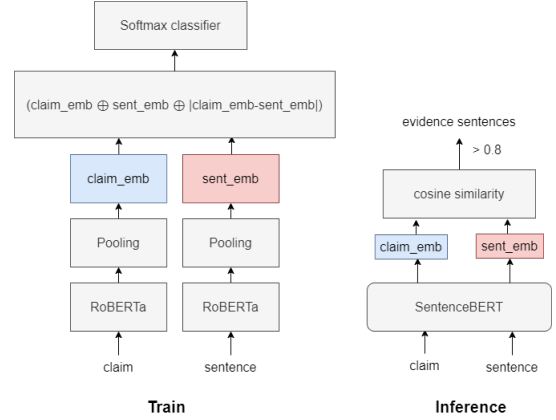 Softmax classifier
(claim_emb ⊕ sent_emb ⊕ |claim_emb-sent_emb|)
claim_emb
sent_emb
Pooling
Pooling
RoBERTa
RoBERTa
claim
sentence
Train
evidence sentences
> 0.8
cosine similarity
claim_emb
sent_emb
SentenceBERT
claim
sentence
Inference